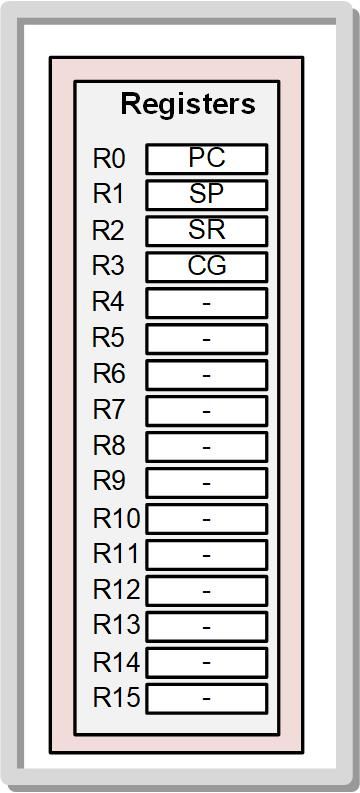 Registers
R0 PC
R1 SP
R2 SR
R3 CG
R4 -
R5 -
R6 -
R7 -
R8 -
R9 -
R10 -
R11 -
R12 -
R13 -
R14 -
R15 -